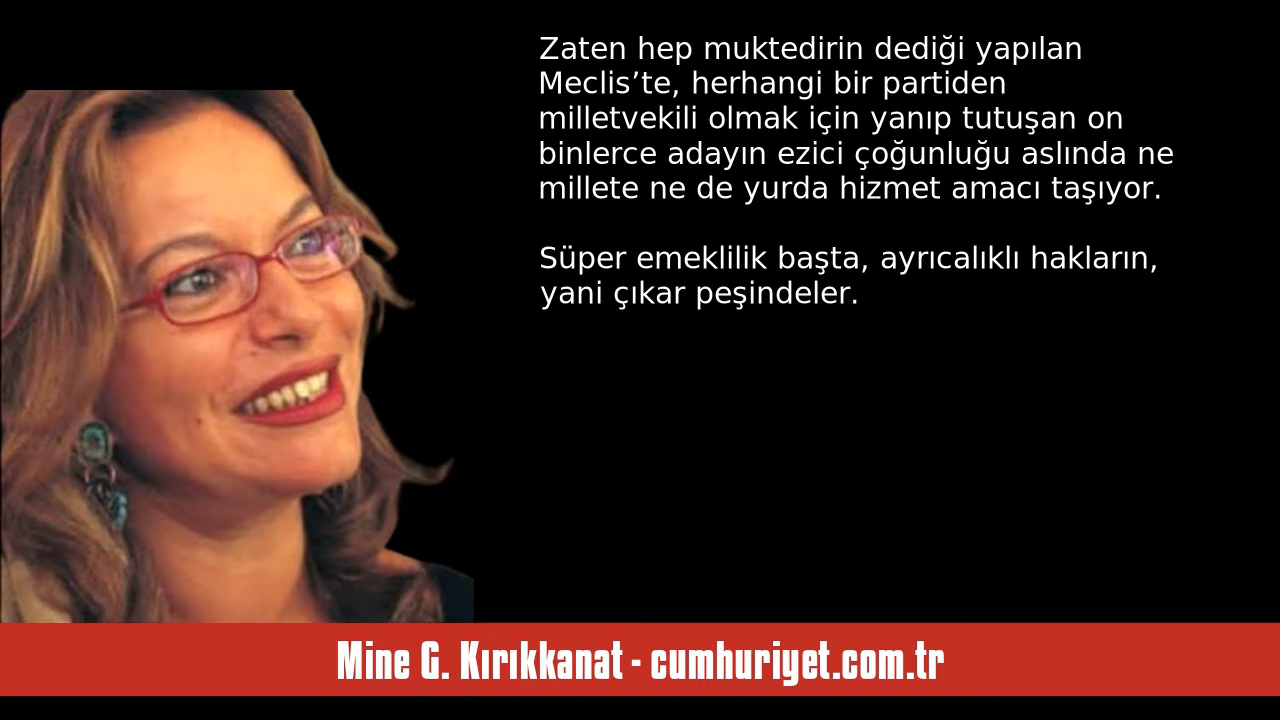 Zaten hep muktedirin dediği yapılan
Meclis’te, herhangi bir partiden
milletvekili olmak için yanıp tutuşan on
binlerce adayın ezici çoğunluğu aslında ne
millete ne de yurda hizmet amacı taşıyor.
Süper emeklilik başta, ayrıcalıklı hakların,
yani çıkar peşindeler.
Mine G. Kırıkkanat - cumhuriyet.com.tr